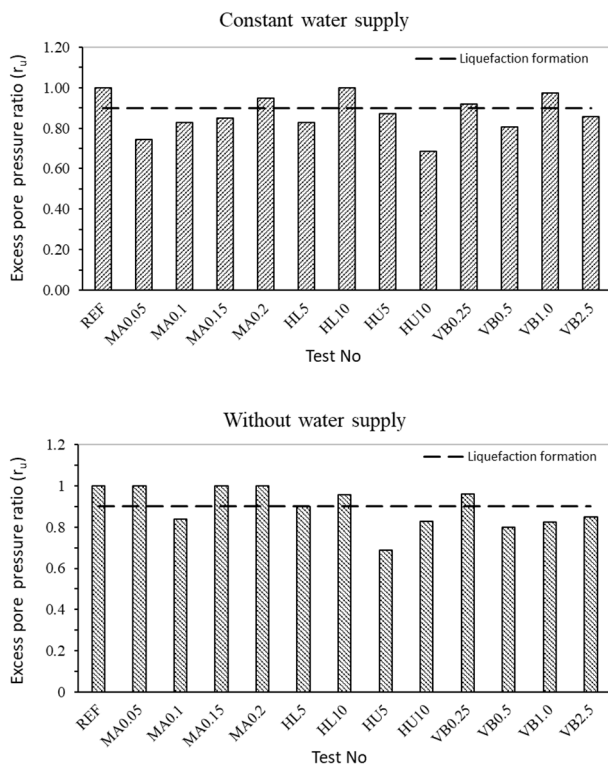 Constant water supply
Excess pore pressure ratio (ru)
1.20
1.00
0.80
0.60
0.40
0.20
0.00
Liquefaction formation
REF MA0.05 MA0.1 MA0.15 MA0.2 HL5 HL10 HU5 HU10 VB0.25 VB0.5 VB1.0 VB2.5
Test No
Without water supply
Excess pore pressure ratio (ru)
1.2
1
0.8
0.6
0.4
0.2
0
Liquefaction formation
REF MA0.05 MA0.1 MA0.15 MA0.2 HL5 HL10 HU5 HU10 VB0.25 VB0.5 VB1.0 VB2.5
Test No